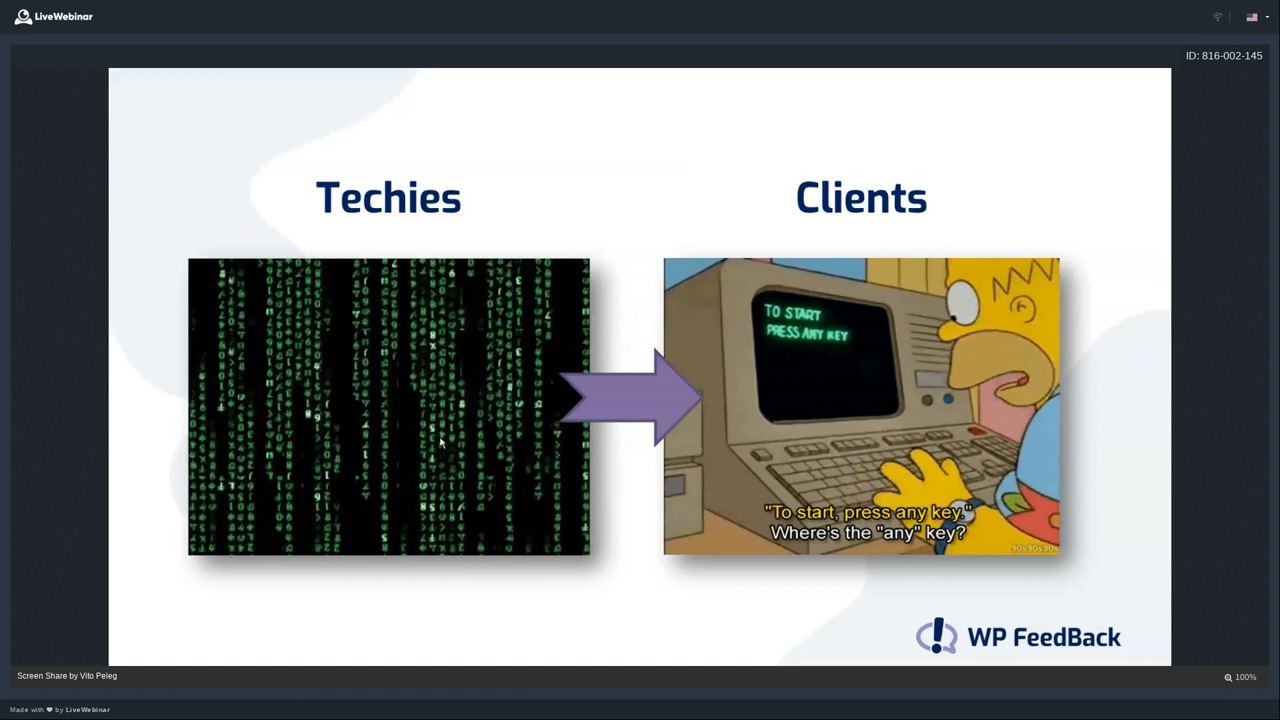 LiveWebinar
ID: 816-002-145
Techies
Clients
TO START
PRESS ANY KEY
"To start, press any key."
Where's the "any" key?
90s90s90s
WP FeedBack
Screen Share by Vito Peleg
100%
Made with ❤ by LiveWebinar